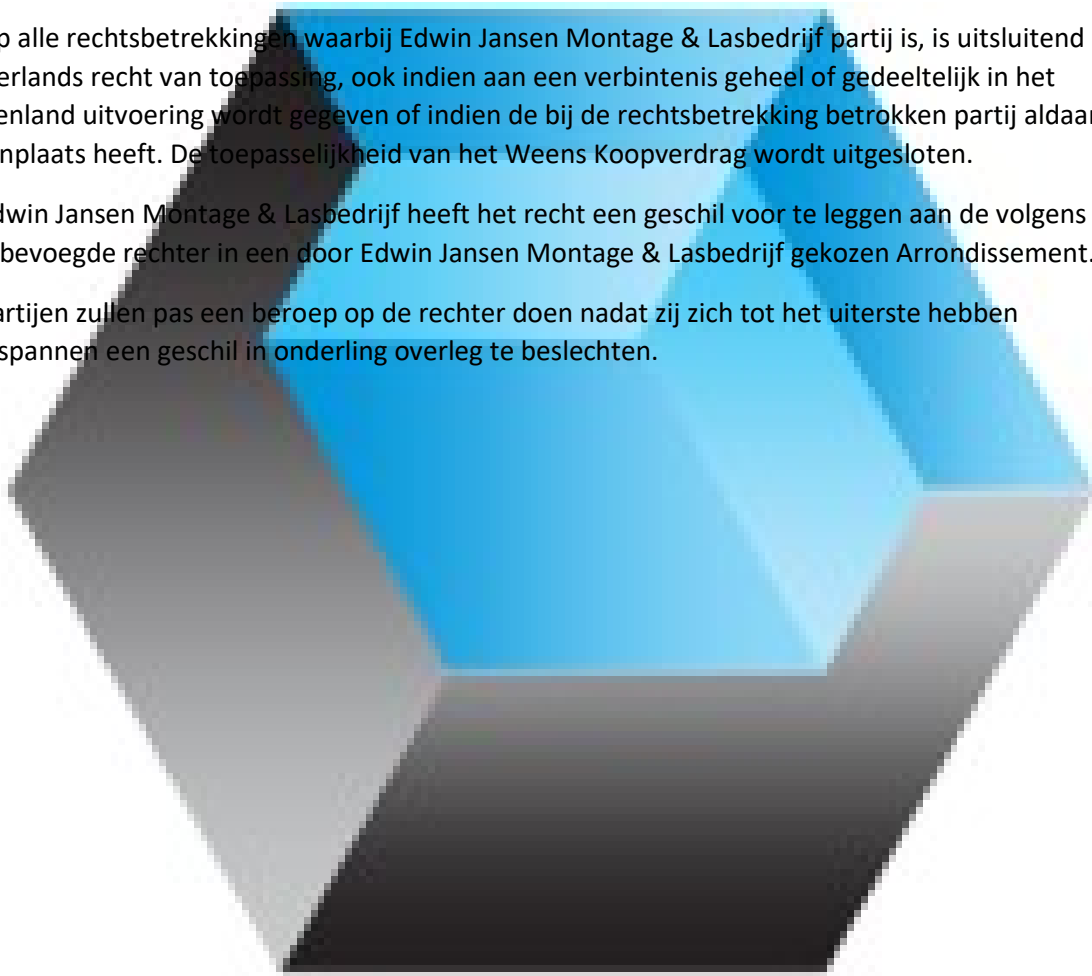 p alle rechtsbetrekkingen waarbij Edwin Jansen Montage & Lasbedrijf partij is, is uitsluitend
erlands recht van toepassing, ook indien aan een verbintenis geheel of gedeeltelijk in het
enland uitvoering wordt gegeven of indien de bij de rechtsbetrekking betrokken partij aldaar
nplaats heeft. De toepasselijkheid van het Weens Koopverdrag wordt uitgesloten.
dwin Jansen Montage & Lasbedrijf heeft het recht een geschil voor te leggen aan de volgens
bevoegde rechter in een door Edwin Jansen Montage & Lasbedrijf gekozen Arrondissement.
artijen zullen pas een beroep op de rechter doen nadat zij zich tot het uiterste hebben
spannen een geschil in onderling overleg te beslechten.